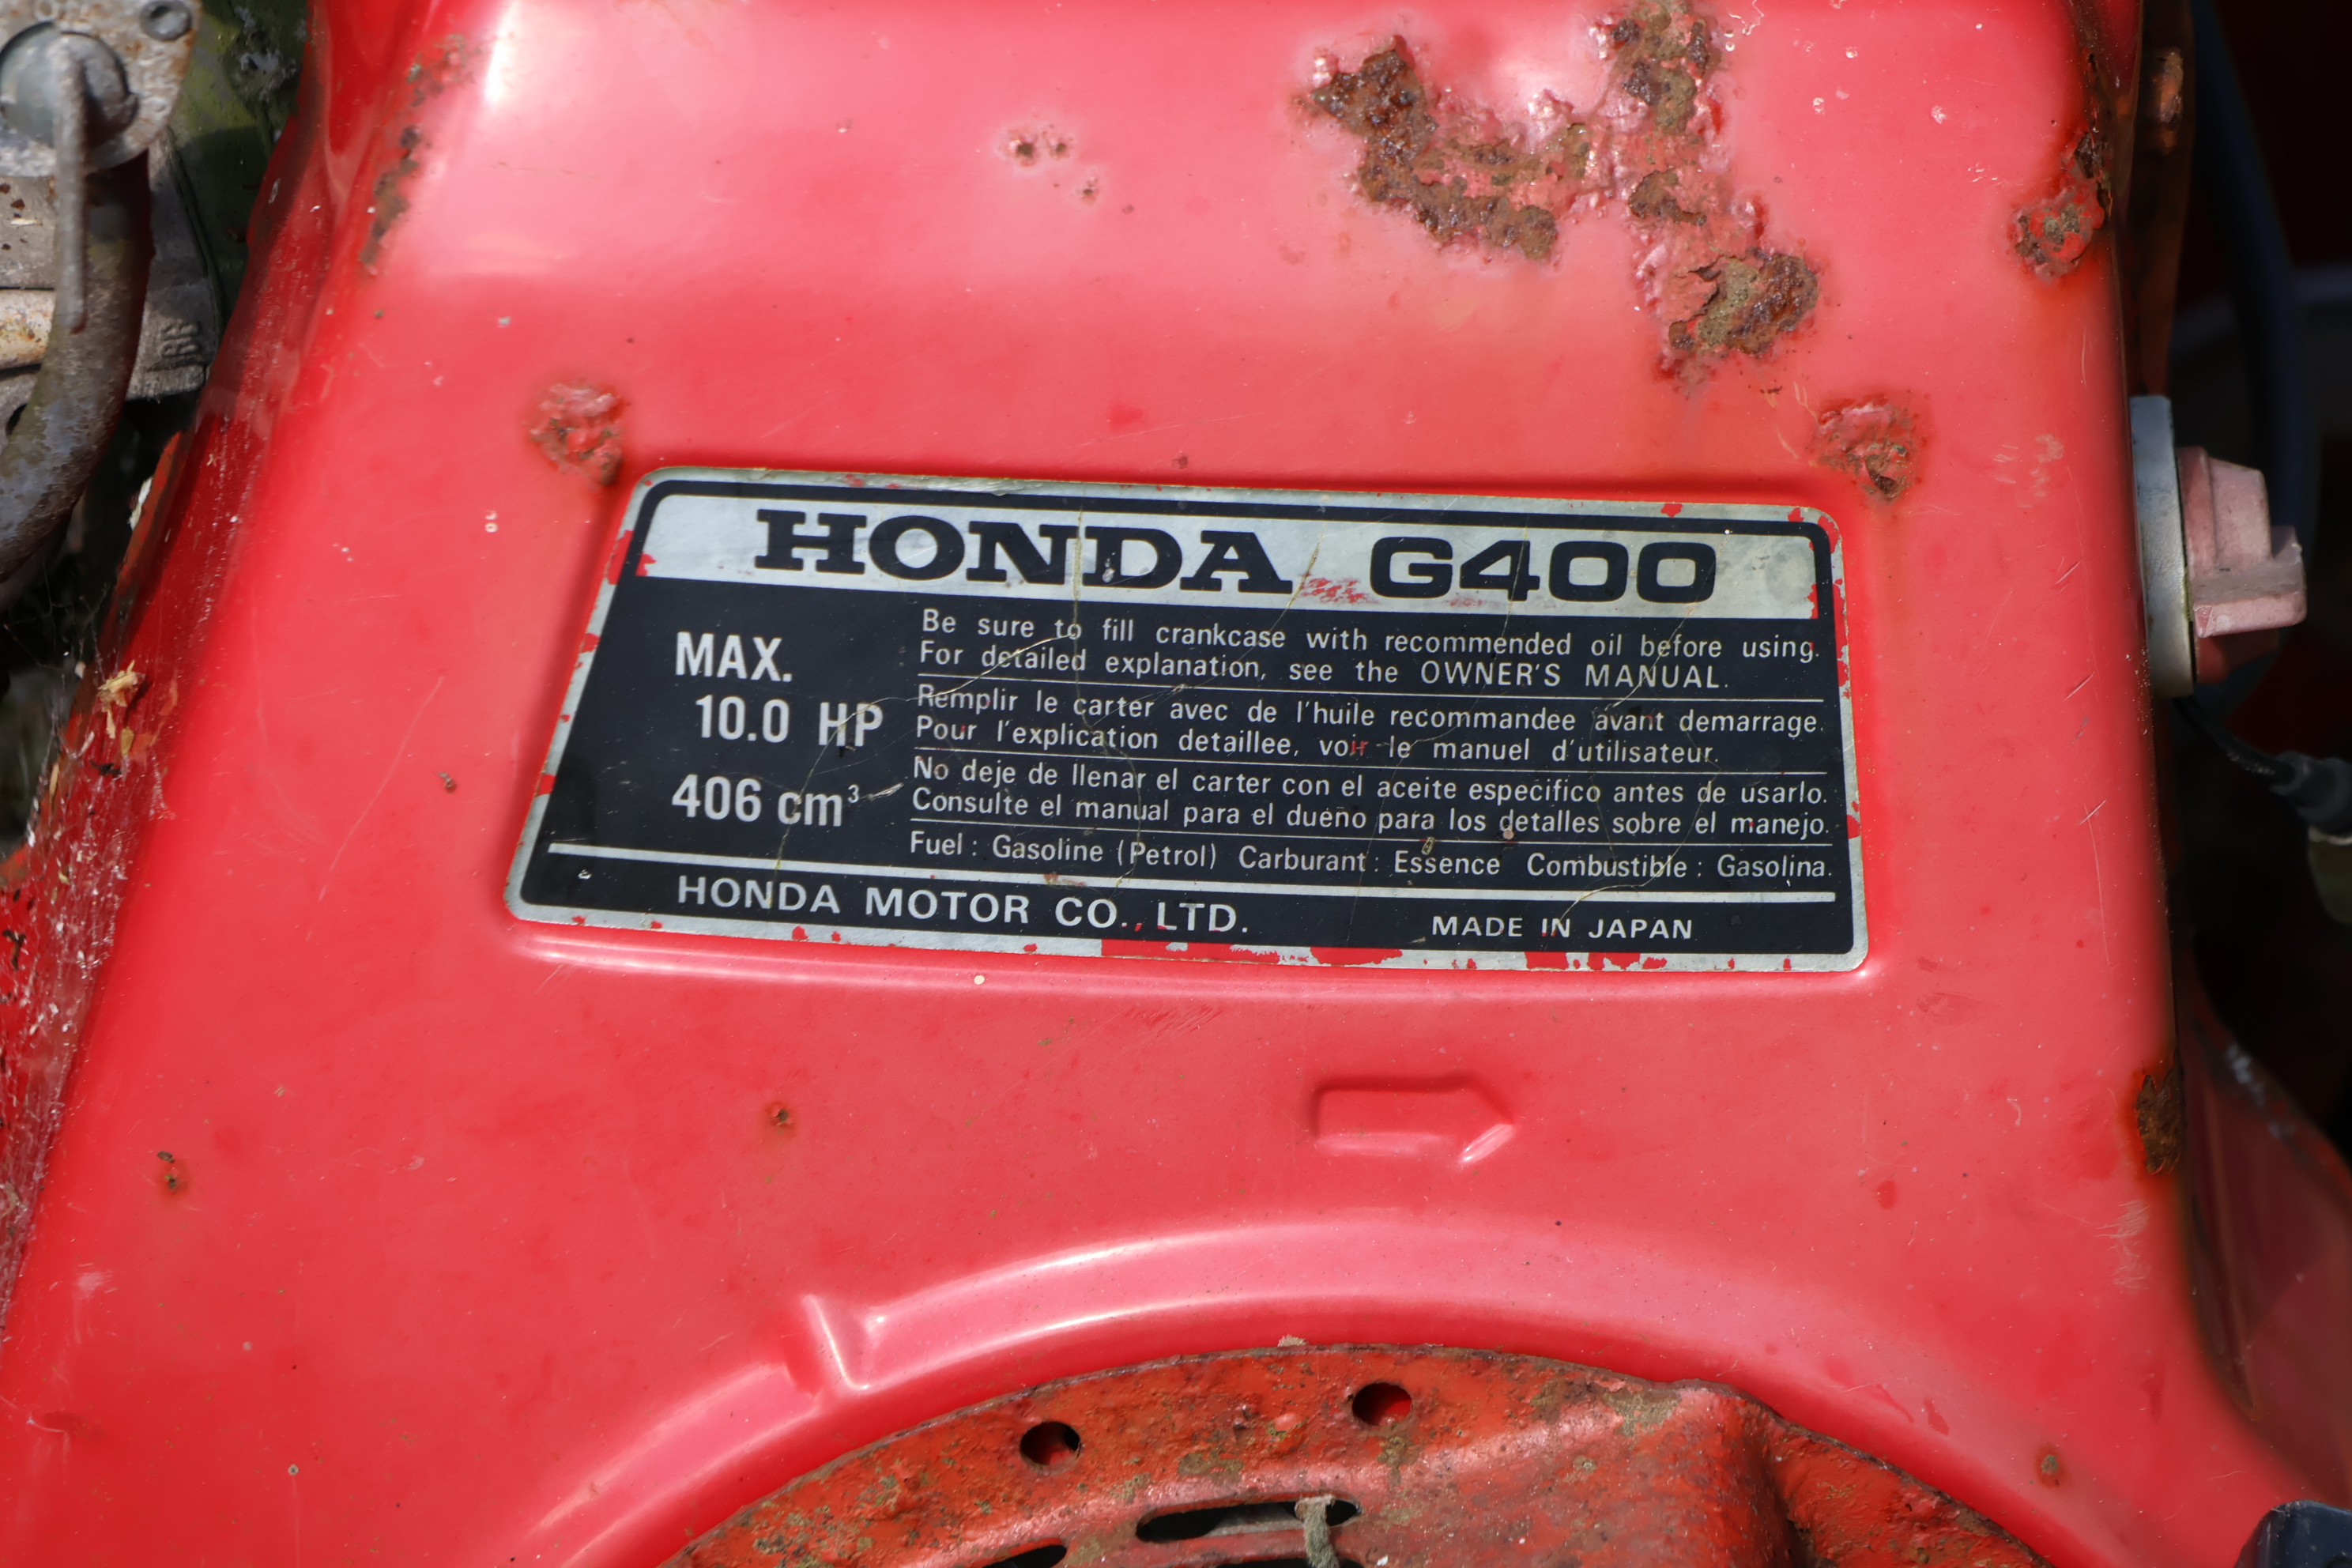 HONDA G400
MAX.
10.0 HP
406 cm³
Be sure to fill crankcase with recommended oil before using.
For detailed explanation, see the OWNER'S MANUAL.
Remplir le carter avec de l'huile recommandee avant demarrage.
Pour l'explication detaillee, voir le manuel d'utilisateur.
No deje de llenar el carter con el aceite especifico antes de usarlo.
Consulte el manual para el dueño para los detalles sobre el manejo.
Fuel : Gasoline (Petrol) Carburant : Essence Combustible : Gasolina.
HONDA MOTOR CO., LTD.
MADE IN JAPAN